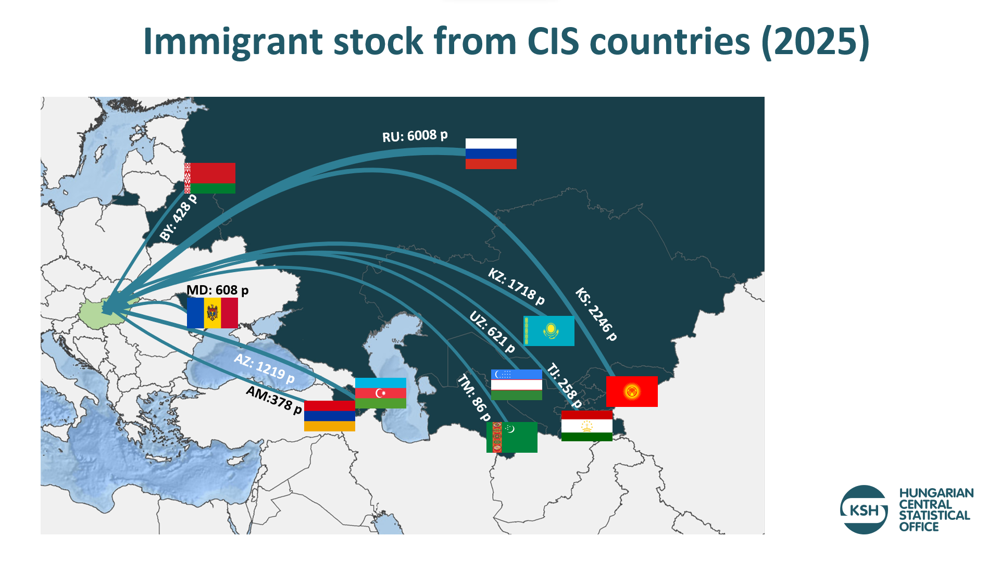 Immigrant stock from CIS countries (2025)
RU: 6008 p
BY: 428 p
MD: 608 p
KZ: 1718 p
KS: 2246 p
UZ: 621 p
AZ: 1219 p
TJ: 258 p
AM:378 p
TM: 86 p
KSH
HUNGARIAN
CENTRAL
STATISTICAL
OFFICE